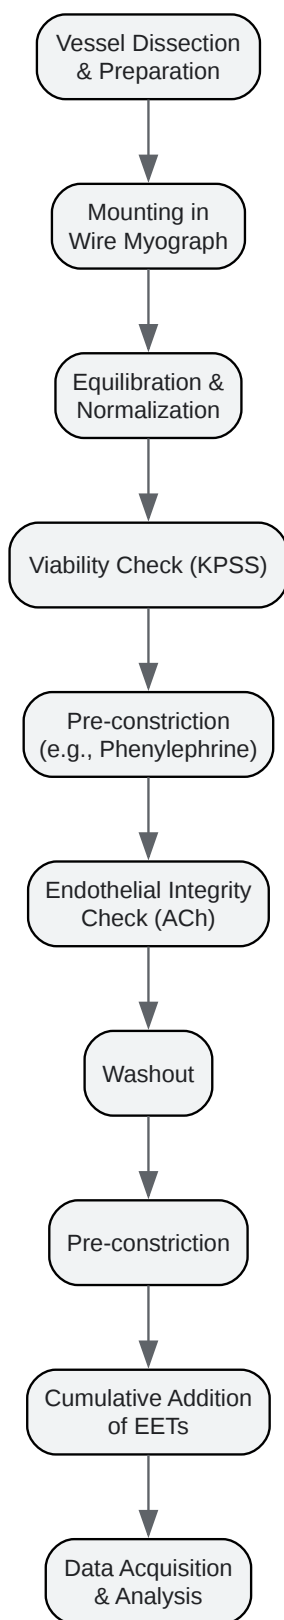 Vessel Dissection
& Preparation
Mounting in
Wire Myograph
Equilibration &
Normalization
Viability Check (KPSS)
Pre-constriction
(e.g., Phenylephrine)
Endothelial Integrity
Check (ACh)
Washout
Pre-constriction
Cumulative Addition
of EETs
Data Acquisition
& Analysis